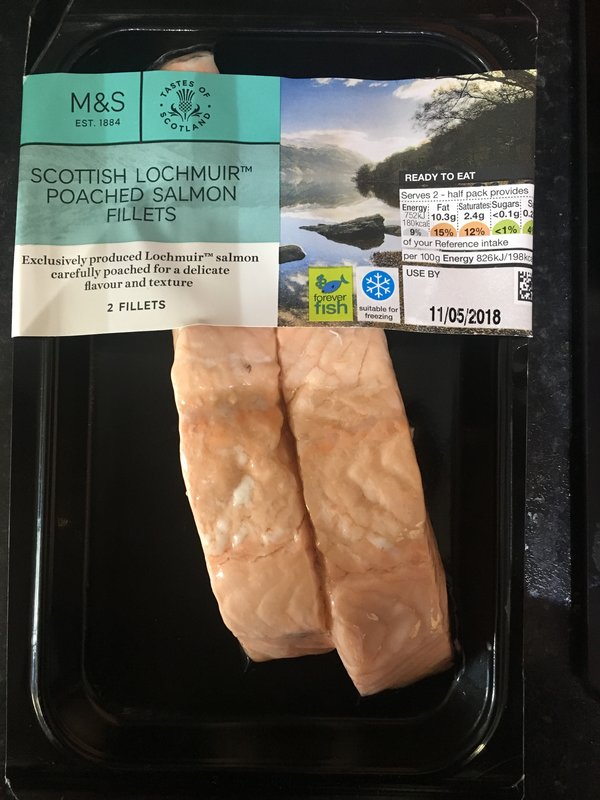 M&S
EST. 1884
TASTES OF
SCOTLAND
SCOTTISH LOCHMUIR™
POACHED SALMON
FILLETS
Exclusively produced Lochmuir™ salmon
carefully poached for a delicate
flavour and texture
2 FILLETS
forever
fish
suitable for
freezing
READY TO EAT
Serves 2 - half pack provides
Energy Fat Saturates Sugars
752kJ 10.3g 2.4g <0.1g
180kcal
9% 15% 12% <1%
of your Reference intake
per 100g Energy 826kJ/198kc
USE BY
11/05/2018